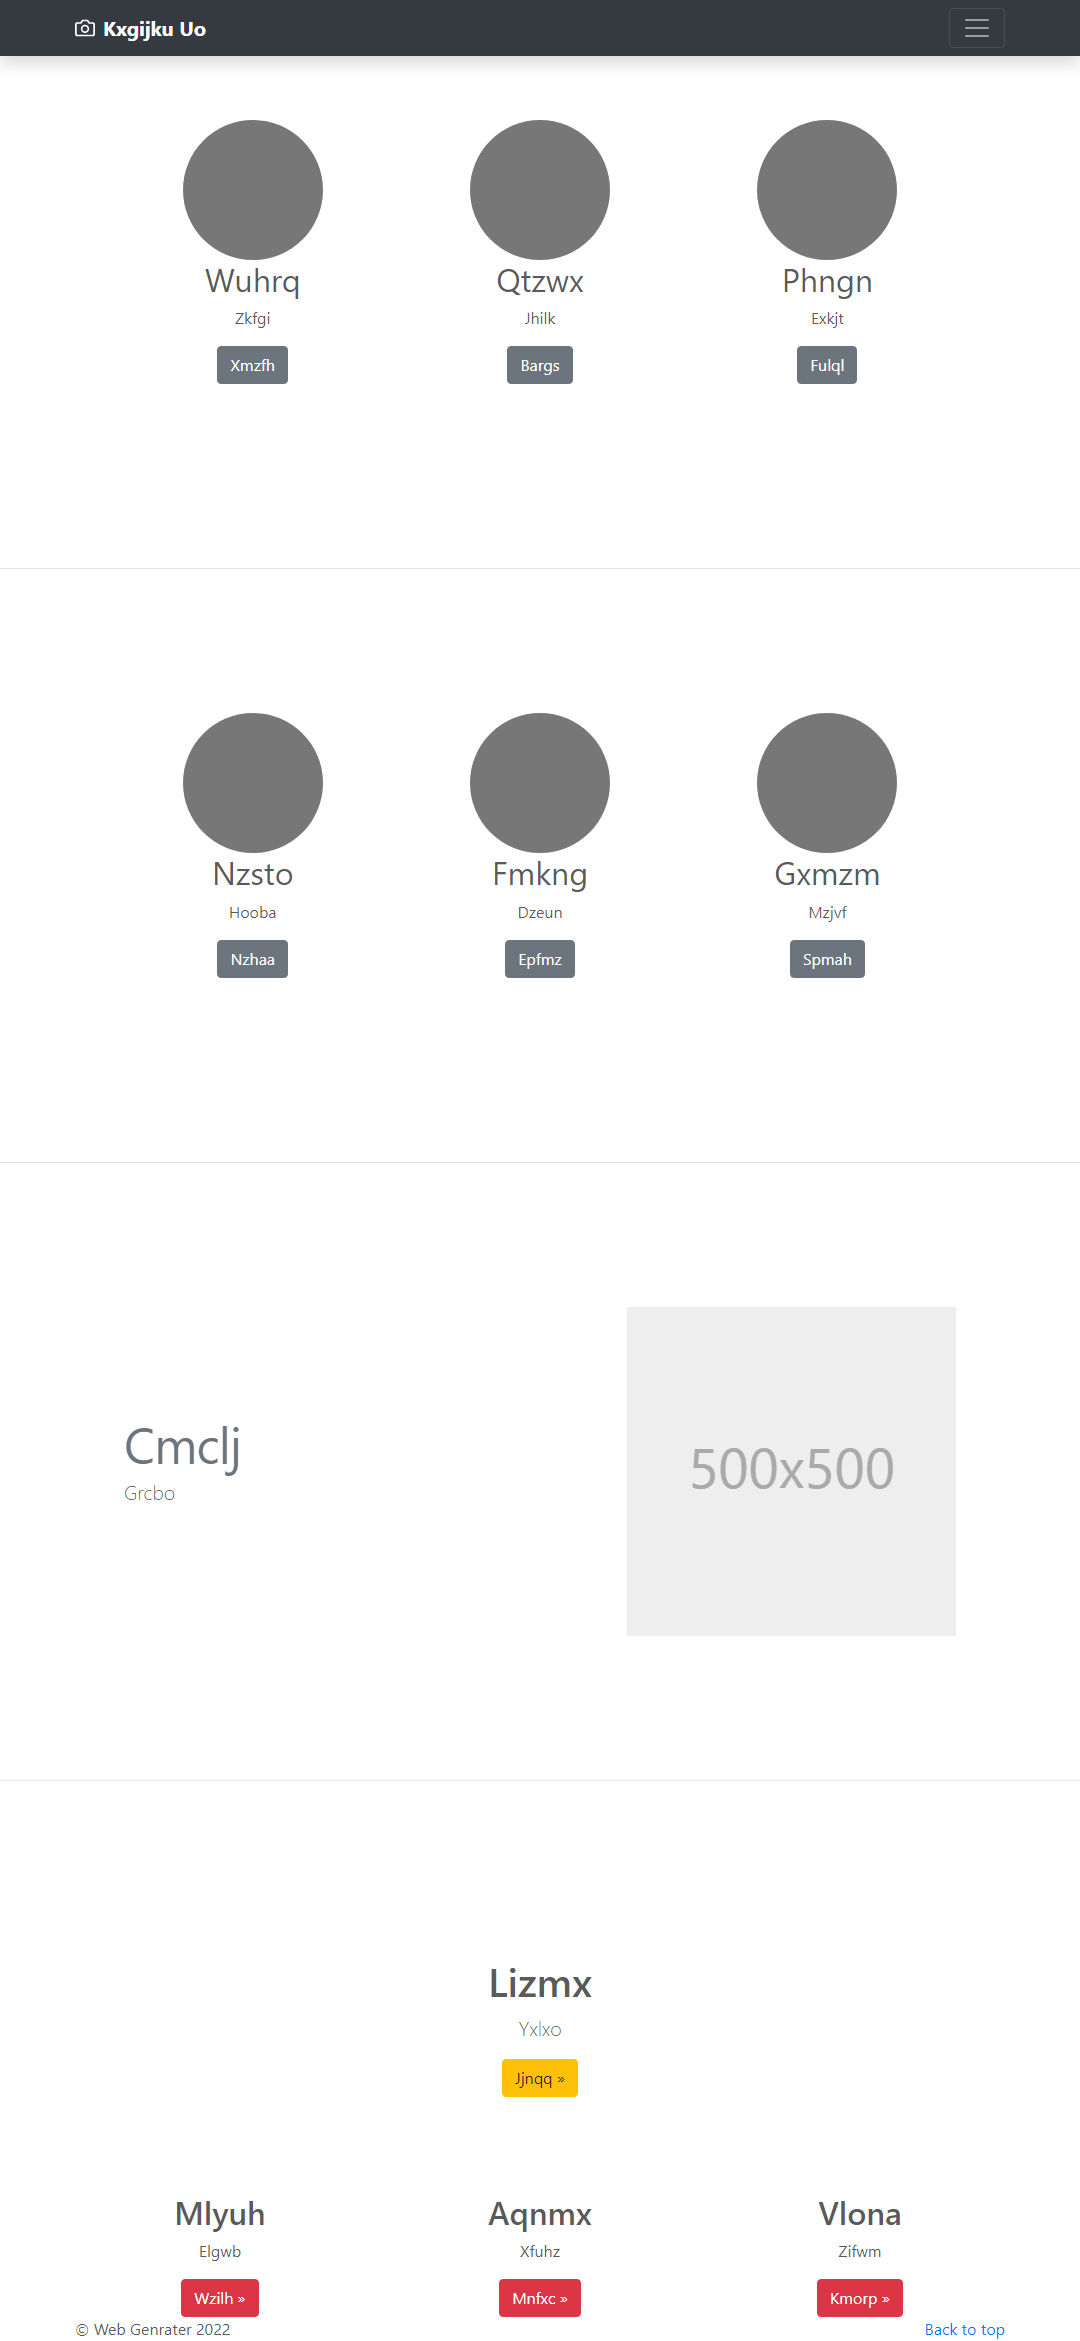 Kxgijku Uo
Wuhrq
Zkfgi
Xmzfh
Qtzwx
Jhilk
Bargs
Phngn
Exkjt
Fulql
Nzsto
Hooba
Nzhaa
Fmkng
Dzeun
Epfmz
Gxmzm
Mzjvf
Spmah
Cmclj
Grcbo
500x500
Lizmx
Yxlxo
Jjnqq »
Mlyuh
Elgwb
Wzilh »
Aqnmx
Xfuhz
Mnfxc »
Vlona
Zifwm
Kmorp »
© Web Genrater 2022
Back to top